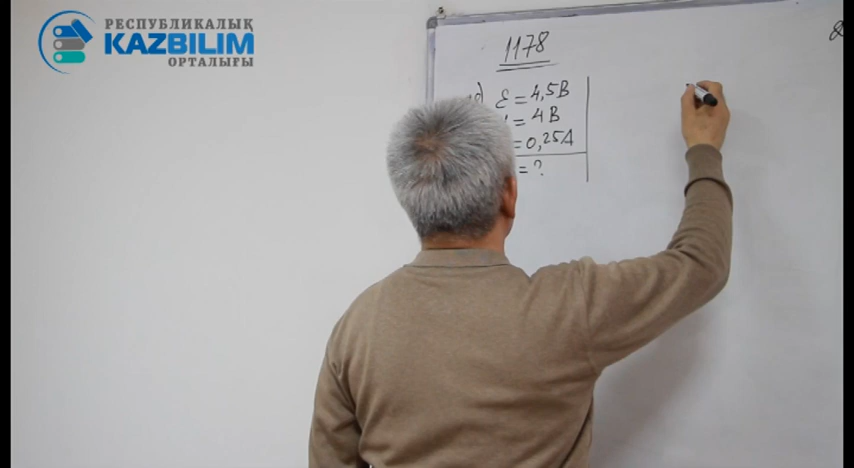 РЕСПУБЛИКАЛЫҚ
KAZBILIM
ОРТАЛЫҒЫ
1178
ε = 4,5В
= 4В
= 0,25А
= ?